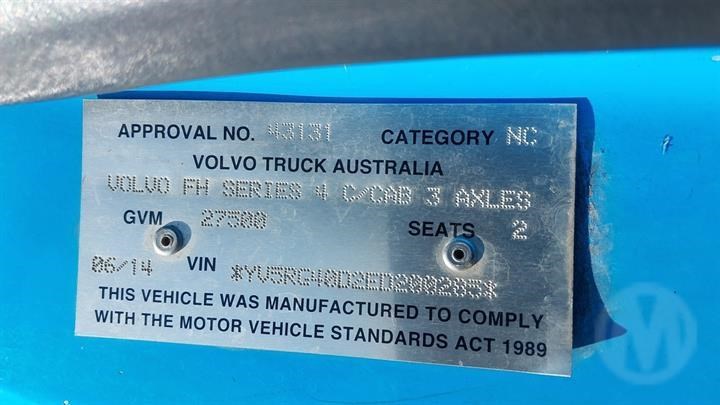 APPROVAL NO. 43131 CATEGORY NC
VOLVO TRUCK AUSTRALIA
VOLVO FH SERIES 4 C/CAB 3 AXLES
GVM 27500 SEATS 2
06/14 VIN *YV5RG40D2ED200285*
THIS VEHICLE WAS MANUFACTURED TO COMPLY
WITH THE MOTOR VEHICLE STANDARDS ACT 1989
M